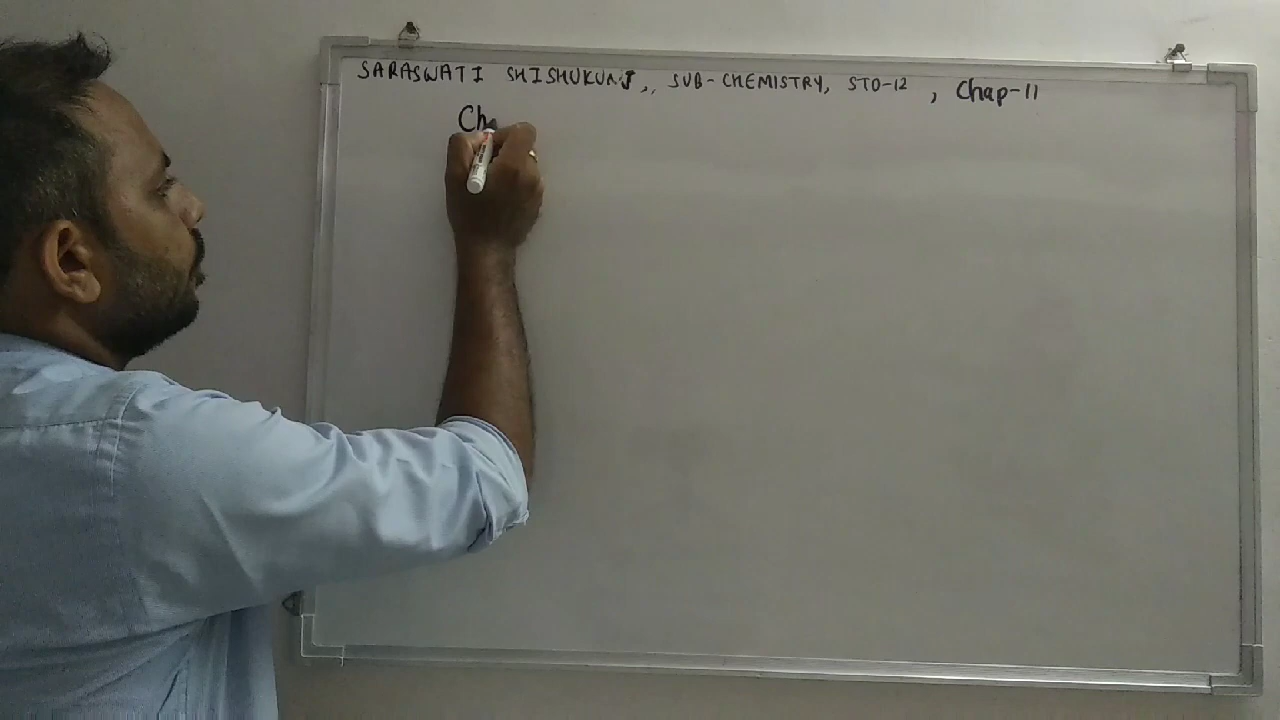 SARASWATI SHISHUKUNJ,, SUB-CHEMISTRY, STD-12 , Chap-11
Ch